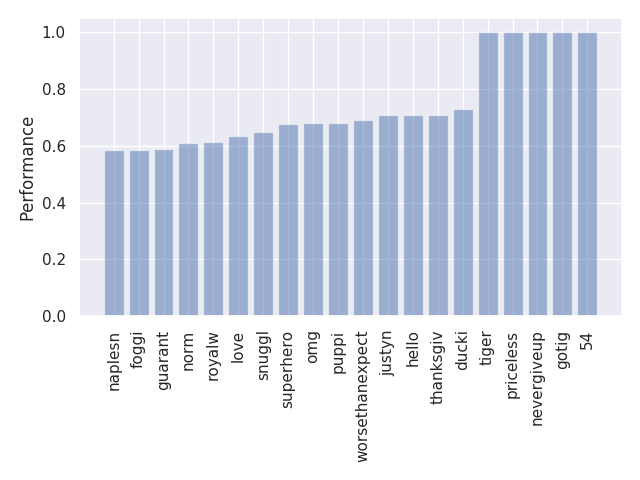 1.0
0.8
0.6
0.4
0.2
0.0
Performance
naplesn
foggi
guarant
norm
royalw
love
snuggl
superhero
omg
puppi
worsethanexpect
justyn
hello
thanksgiv
ducki
tiger
priceless
nevergiveup
gotig
54